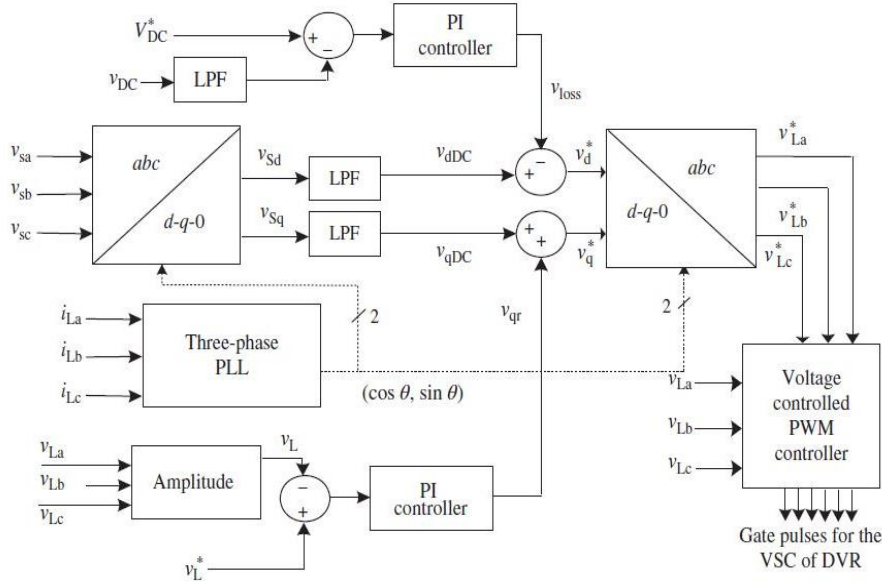 V*DC
+
−
PI
controller
vDC
LPF
vloss
vsa
vsb
vsc
abc
d-q-0
vSd
LPF
vdDC
+
−
v*d
vSq
LPF
vqDC
+
+
v*q
abc
d-q-0
v*La
v*Lb
v*Lc
iLa
iLb
iLc
Three-phase
PLL
2
2
vqr
(cos θ, sin θ)
vLa
vLb
vLc
Voltage
controlled
PWM
controller
vLa
vLb
vLc
Amplitude
vL
−
+
PI
controller
v*L
Gate pulses for the
VSC of DVR